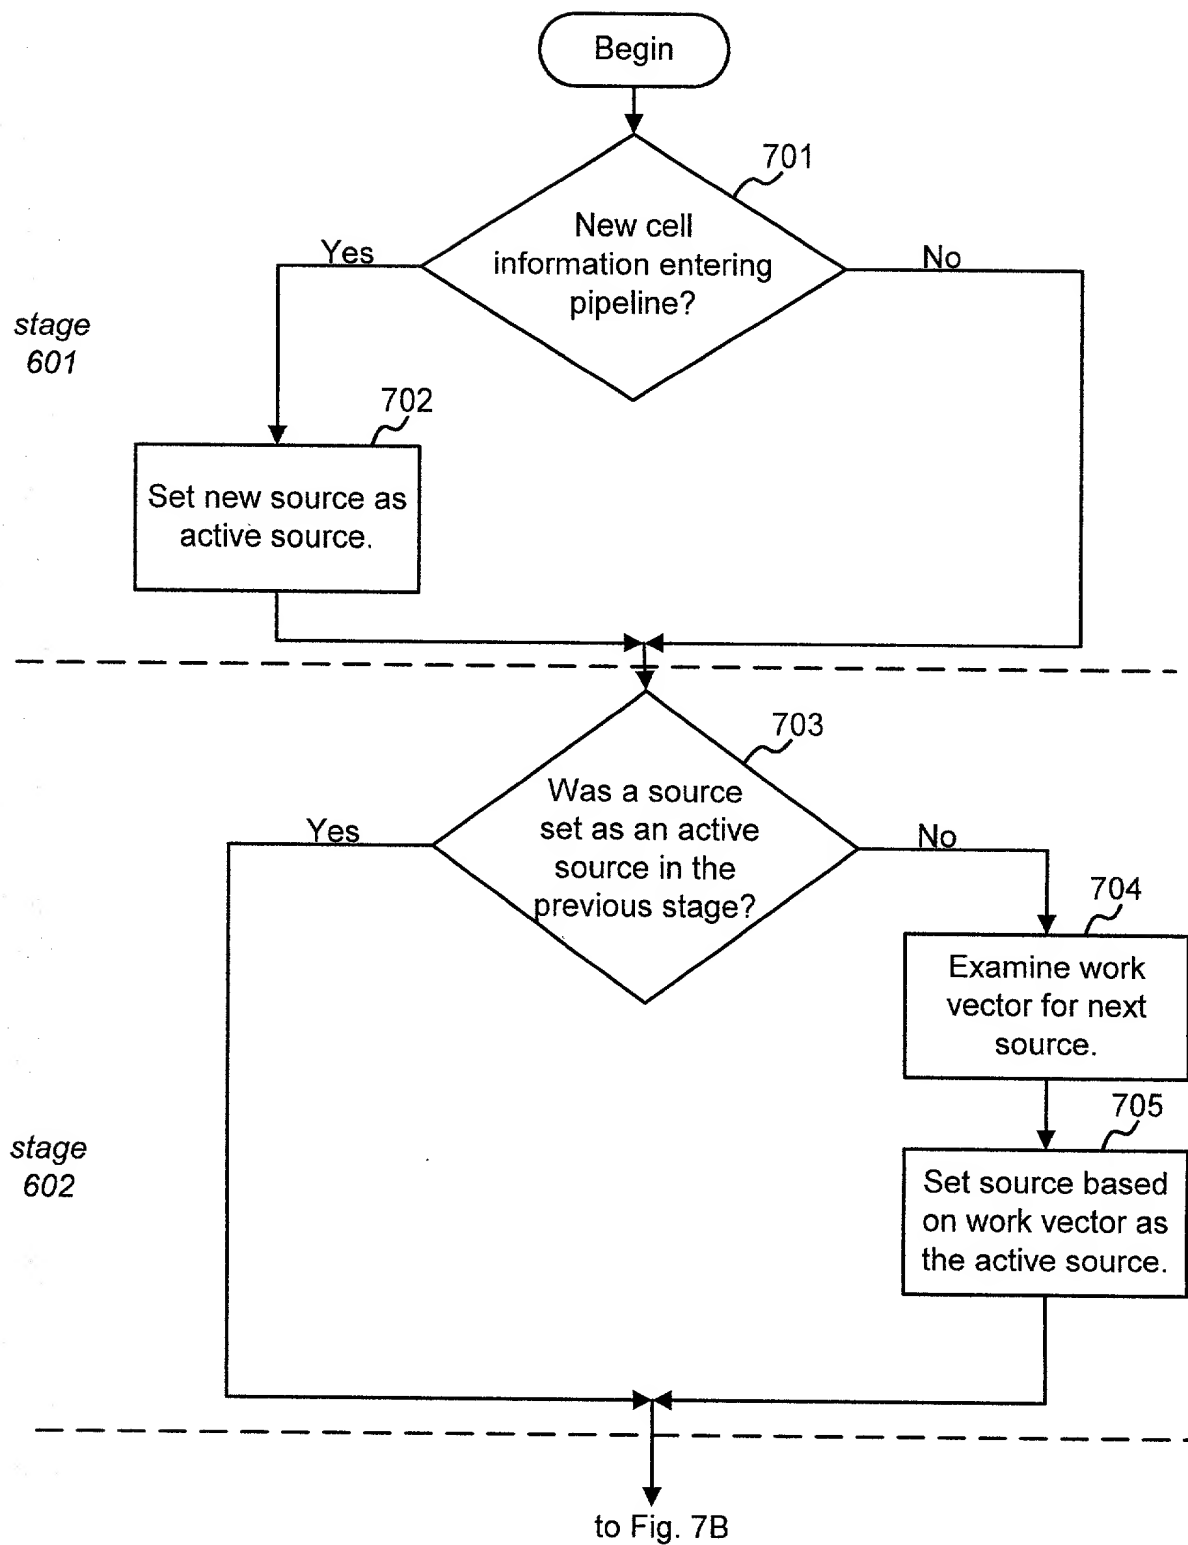 Begin
701
New cell
information entering
pipeline?
Yes
No
stage
601
702
Set new source as
active source.
703
Was a source
set as an active
source in the
previous stage?
Yes
No
704
Examine work
vector for next
source.
705
stage
602
Set source based
on work vector as
the active source.
to Fig. 7B